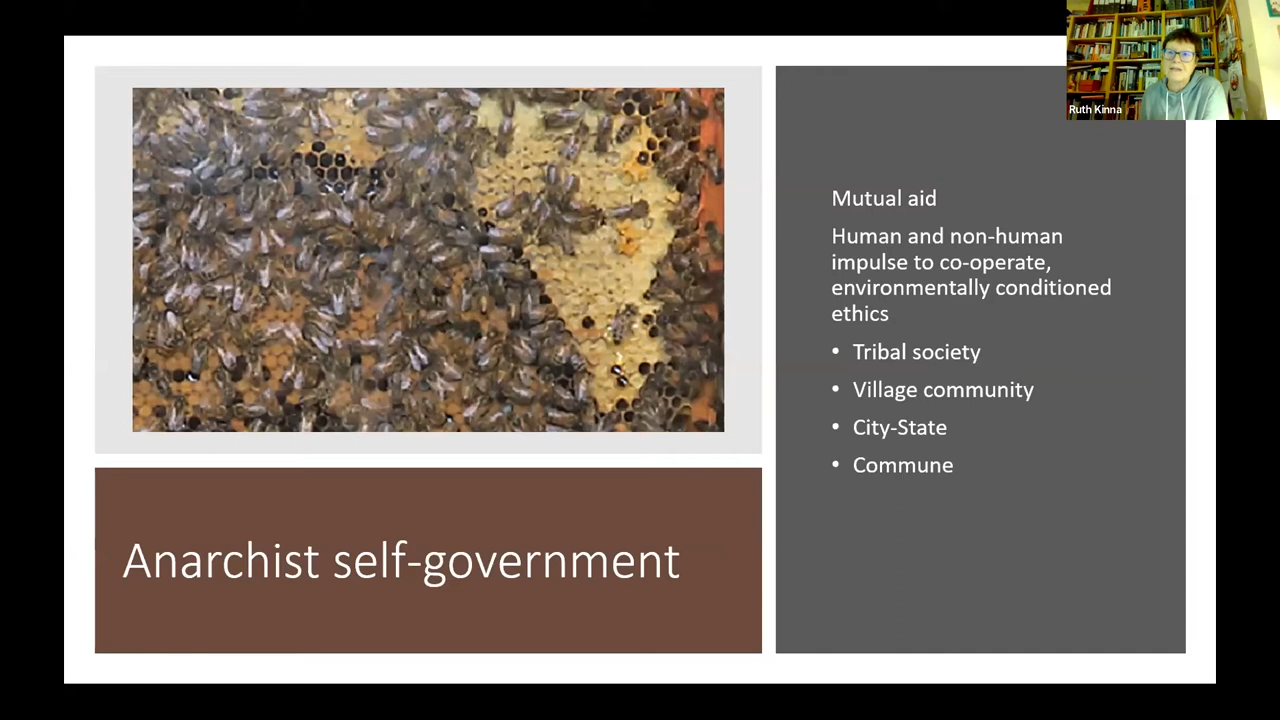 Ruth Kinna
Mutual aid
Human and non-human
impulse to co-operate,
environmentally conditioned
ethics
• Tribal society
• Village community
• City-State
• Commune
Anarchist self-government